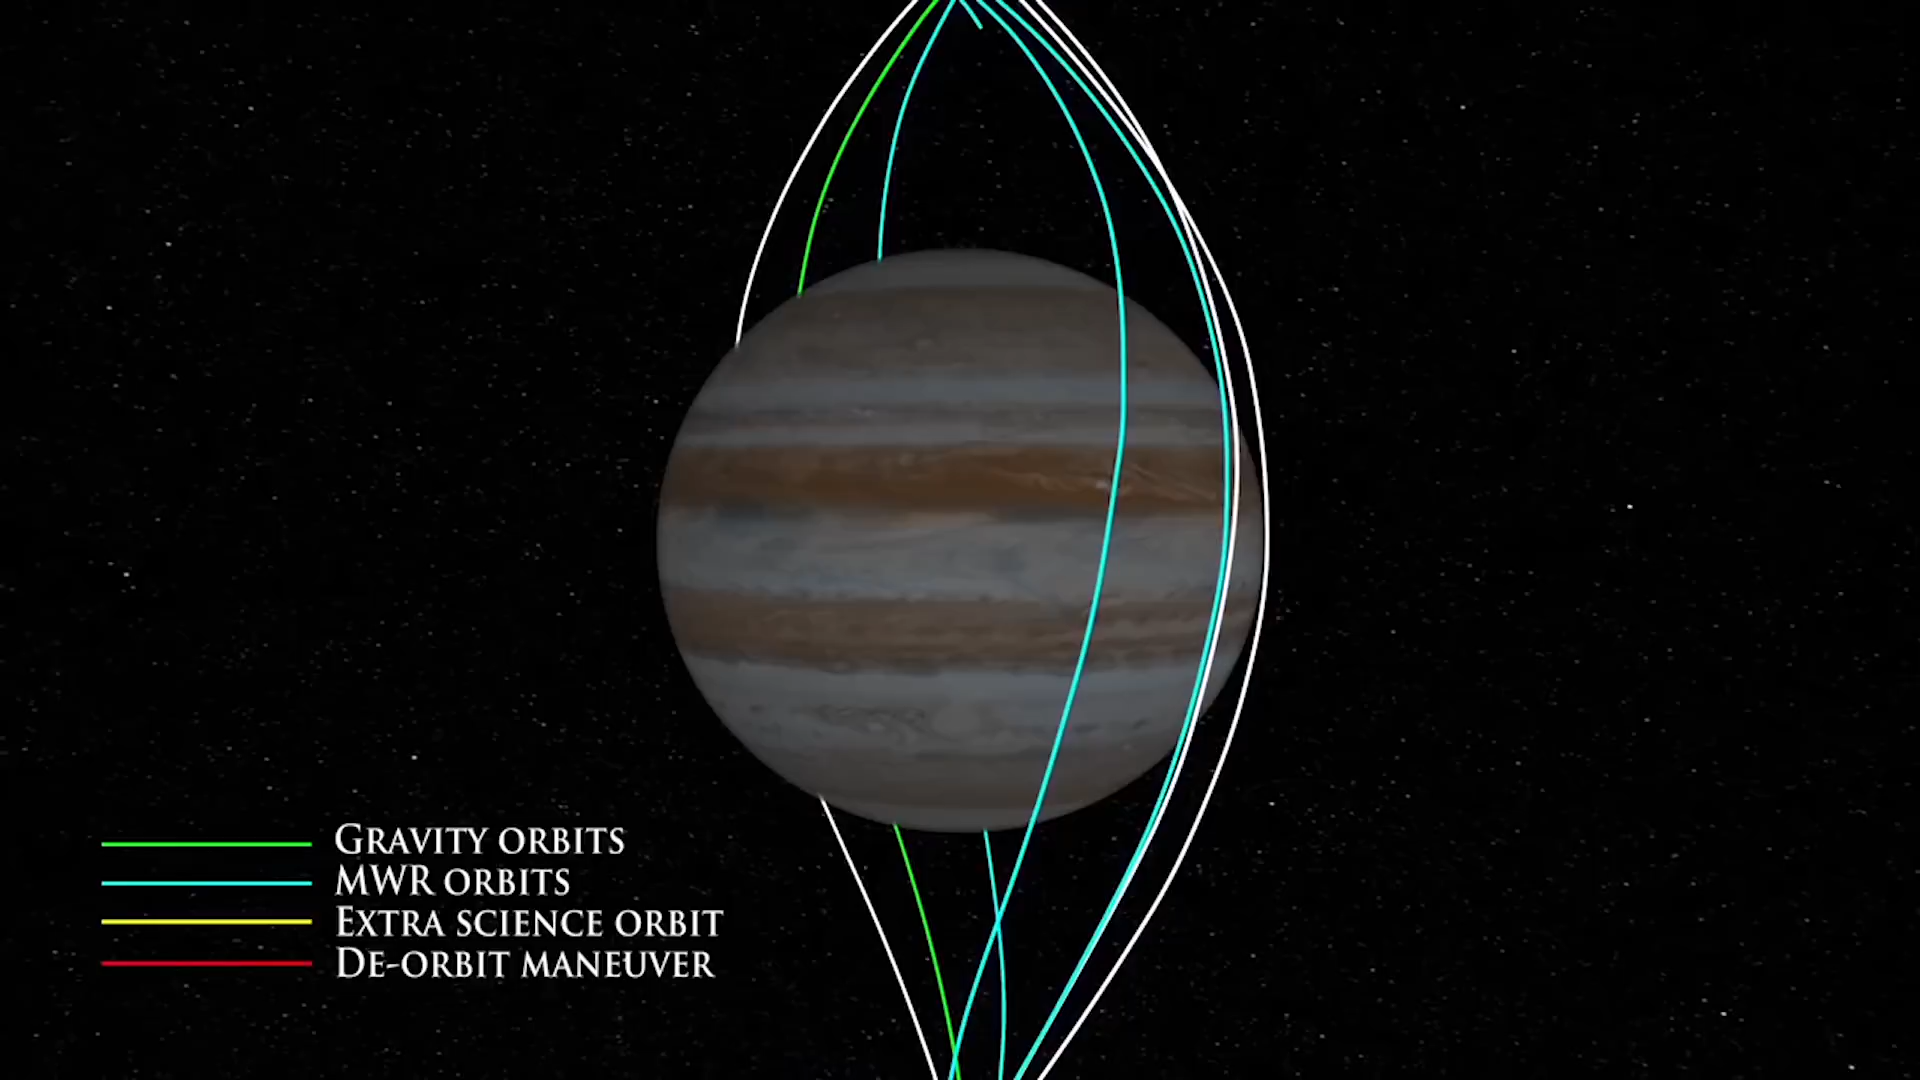 Gravity orbits
MWR orbits
Extra science orbit
De-orbit maneuver